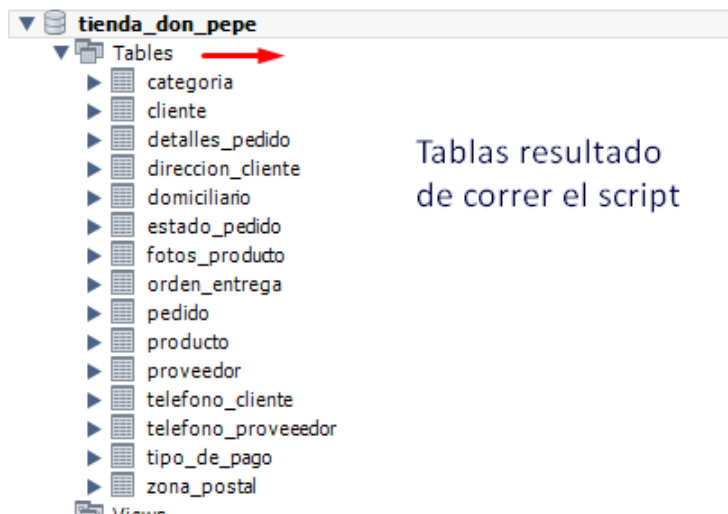 tienda_don_pepe
Tables
categoria
cliente
detalles_pedido
direccion_cliente
domiciliario
estado_pedido
fotos_producto
orden_entrega
pedido
producto
proveedor
telefono_cliente
telefono_proveeedor
tipo_de_pago
zona_postal
Views
Tablas resultado
de correr el script